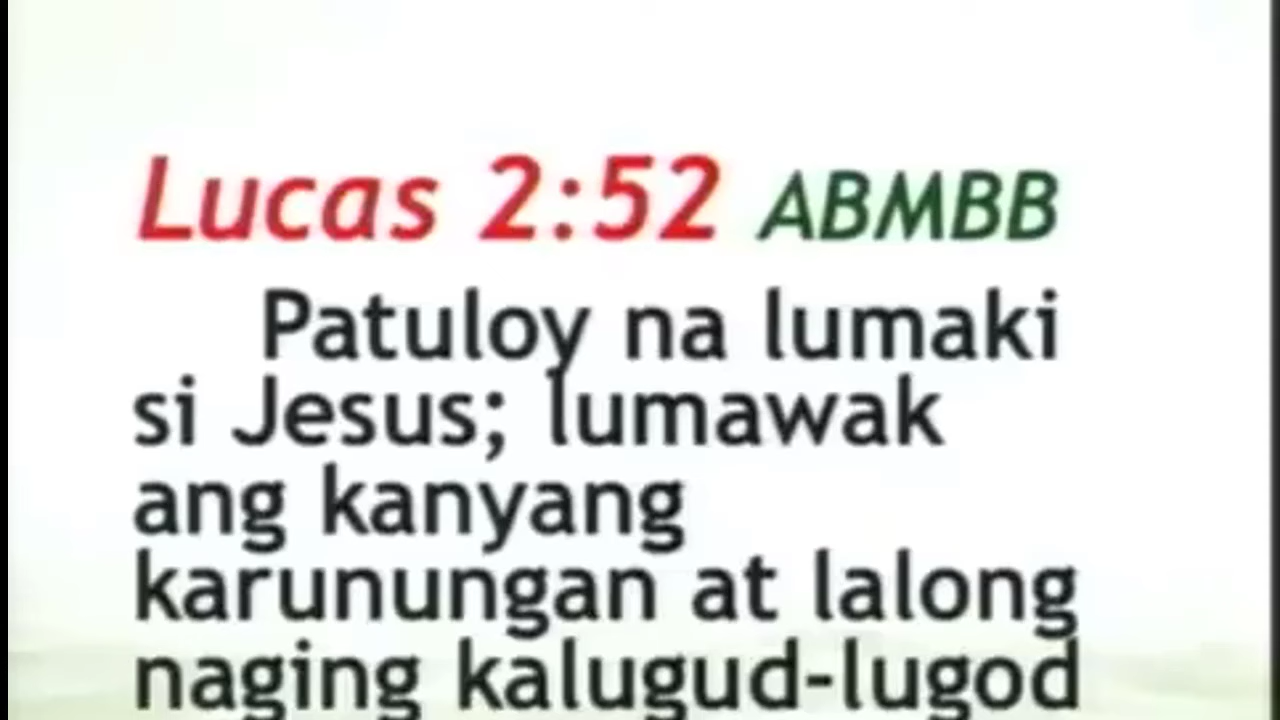 Lucas 2:52 ABMBB
Patuloy na lumaki
si Jesus; lumawak
ang kanyang
karunungan at lalong
naging kalugud-lugod